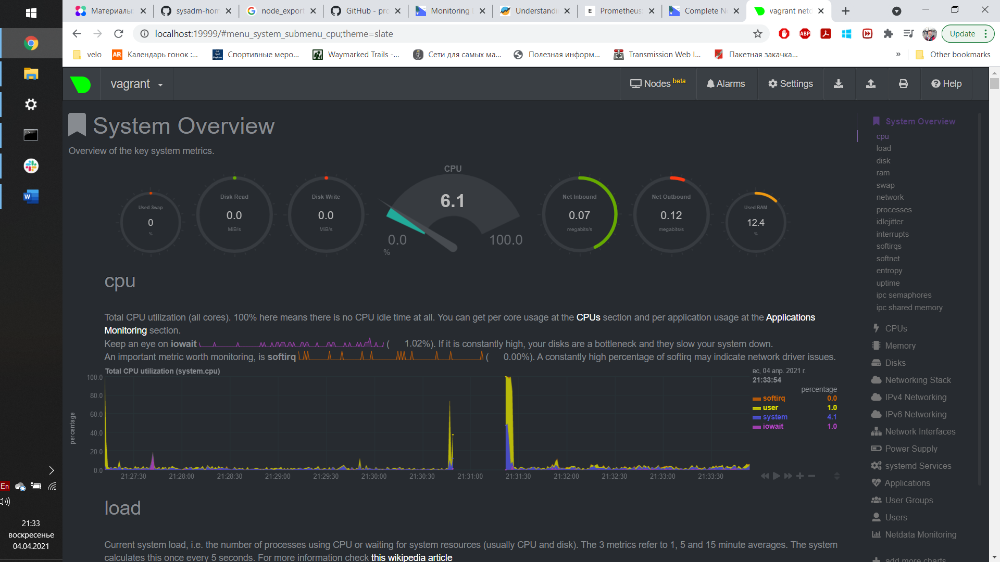 Материалы:
sysadm-hom
node_export
GitHub - pro
Monitoring
Understandi
Prometheus:
Complete N
vagrant netd
localhost:19999/#menu_system_submenu_cpu;theme=slate
ABP
Update
velo
AR Календарь гонок :...
Спортивные меро...
Waymarked Trails -...
Сети для самых ма...
Полезная информ...
Transmission Web I...
Пакетная закачка...
»
Other bookmarks
vagrant
Nodes beta
Alarms
Settings
Help
System Overview
Overview of the key system metrics.
Used Swap
0
%
Disk Read
0.0
MiB/s
Disk Write
0.0
MiB/s
CPU
6.1
0.0
100.0
%
Net Inbound
0.07
megabits/s
Net Outbound
0.12
megabits/s
Used RAM
12.4
%
cpu
Total CPU utilization (all cores). 100% here means there is no CPU idle time at all. You can get per core usage at the CPUs section and per application usage at the Applications
Monitoring section.
Keep an eye on iowait ( 1.02%). If it is constantly high, your disks are a bottleneck and they slow your system down.
An important metric worth monitoring, is softirq ( 0.00%). A constantly high percentage of softirq may indicate network driver issues.
Total CPU utilization (system.cpu)
percentage
100.0
80.0
60.0
40.0
20.0
0.0
21:27:30 21:28:00 21:28:30 21:29:00 21:29:30 21:30:00 21:30:30 21:31:00 21:31:30 21:32:00 21:32:30 21:33:00 21:33:30
вс, 04 апр. 2021 г.
21:33:54
percentage
softirq 0.0
user 1.0
system 4.1
iowait 1.0
load
Current system load, i.e. the number of processes using CPU or waiting for system resources (usually CPU and disk). The 3 metrics refer to 1, 5 and 15 minute averages. The system
calculates this once every 5 seconds. For more information check this wikipedia article
System Overview
cpu
load
disk
ram
swap
network
processes
idlejitter
interrupts
softirqs
softnet
entropy
uptime
ipc semaphores
ipc shared memory
CPUs
Memory
Disks
Networking Stack
IPv4 Networking
IPv6 Networking
Network Interfaces
Power Supply
systemd Services
Applications
User Groups
Users
Netdata Monitoring
add more charts
W
En
21:33
воскресенье
04.04.2021